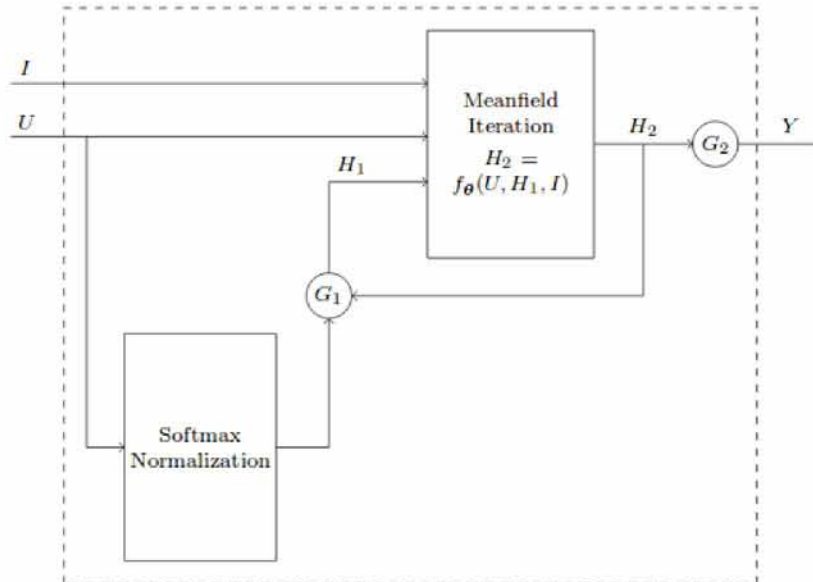 I
U
Meanfield
Iteration
H₂ =
f_θ(U, H₁, I)
H₁
H₂
G₂
Y
G₁
Softmax
Normalization